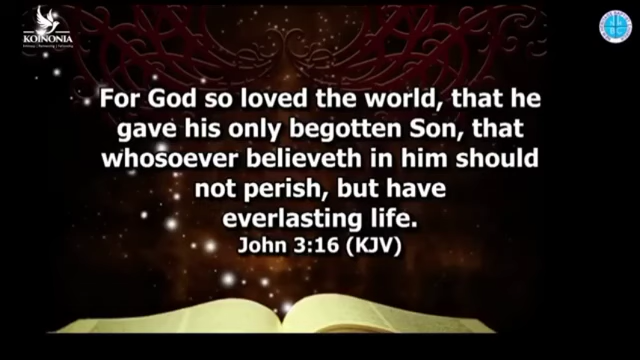 KOINONIA
For God so loved the world, that he
gave his only begotten Son, that
whosoever believeth in him should
not perish, but have
everlasting life.
John 3:16 (KJV)